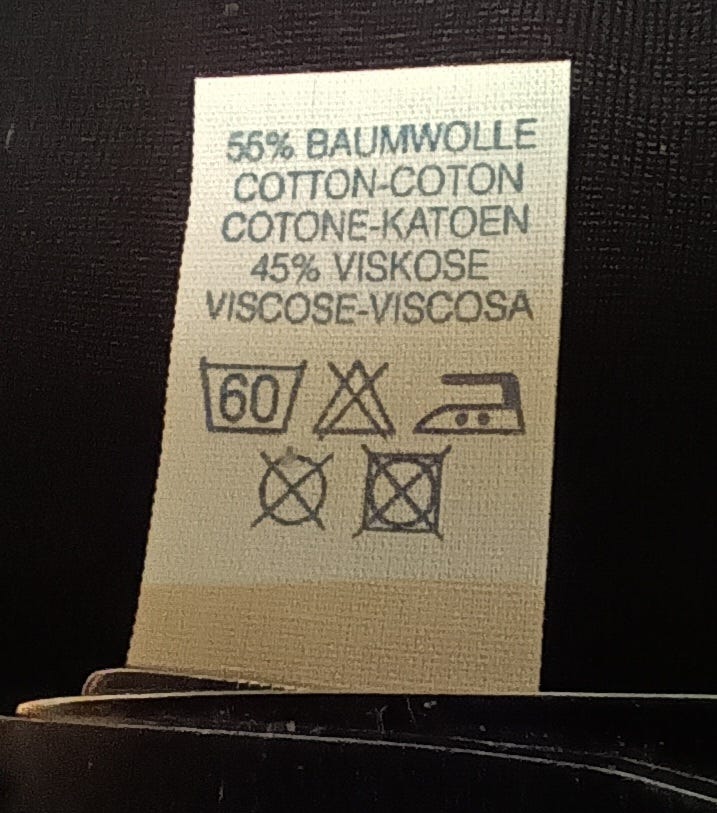 55% BAUMWOLLE
COTTON-COTON
COTONE-KATOEN
45% VISKOSE
VISCOSE-VISCOSA
60